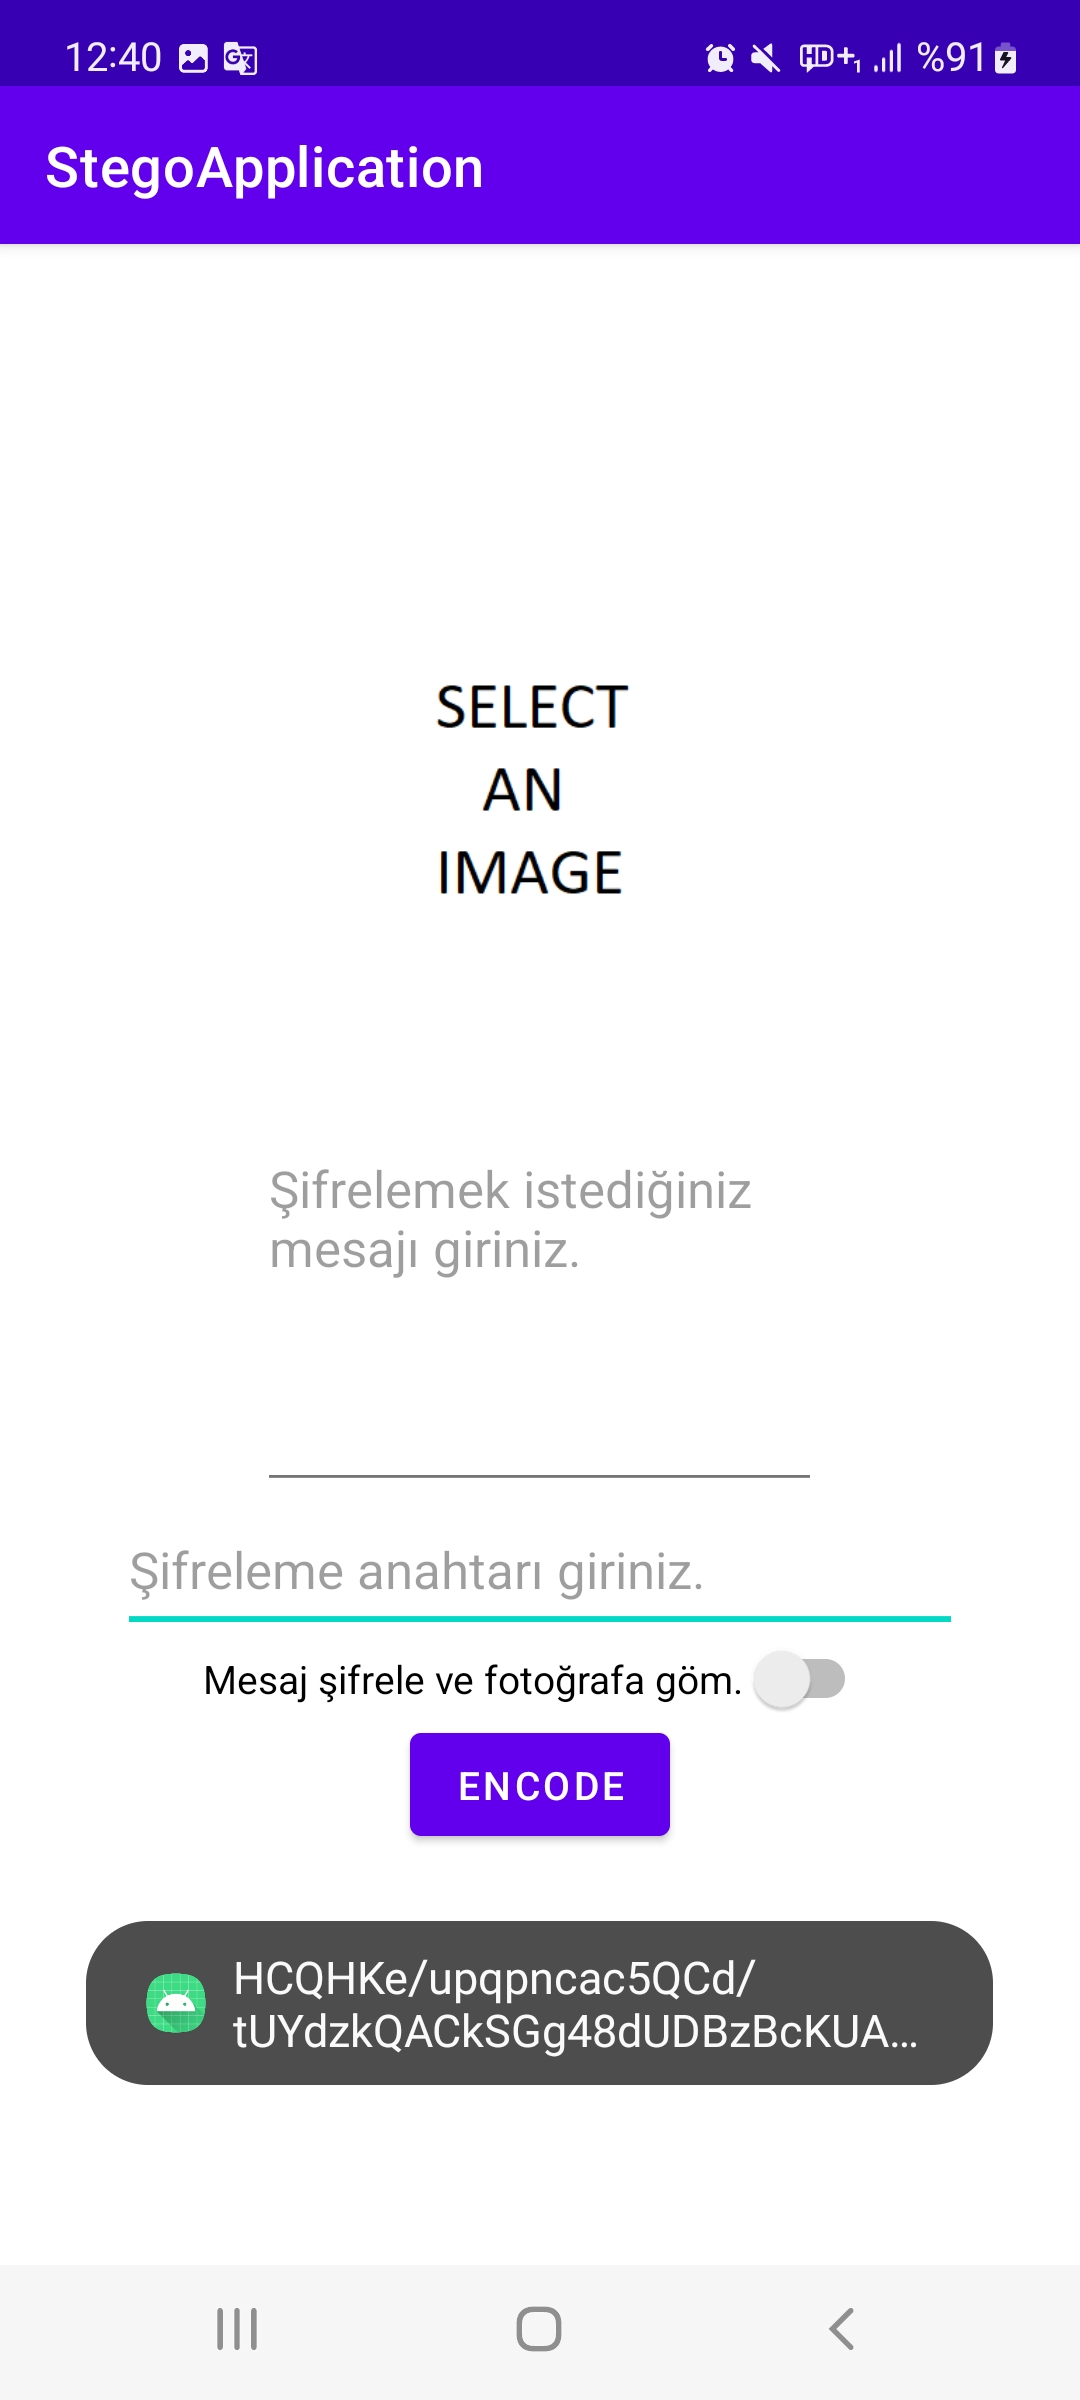 12:40 %91
StegoApplication
SELECT
AN
IMAGE
Şifrelemek istediğiniz
mesajı giriniz.
Şifreleme anahtarı giriniz.
Mesaj şifrele ve fotoğrafa göm.
ENCODE
HCQHKe/upqpncac5QCd/
tUYdzkQACkSGg48dUDBzBcKUA...